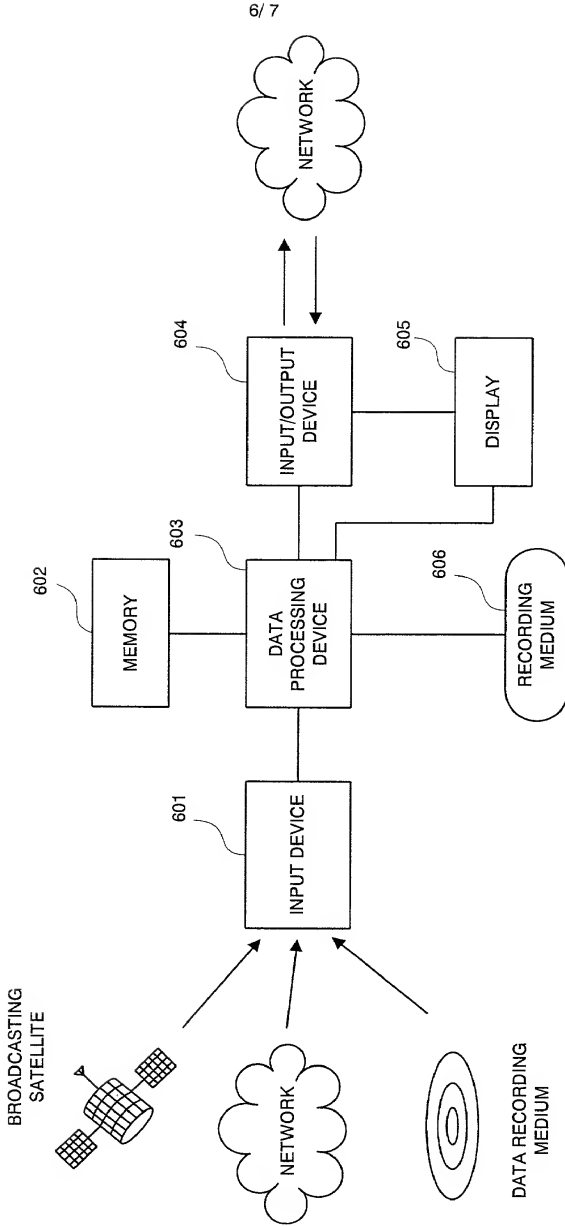 6/ 7
BROADCASTING
SATELLITE
NETWORK
DATA RECORDING
MEDIUM
601
INPUT DEVICE
602
MEMORY
603
DATA
PROCESSING
DEVICE
606
RECORDING
MEDIUM
604
INPUT/OUTPUT
DEVICE
605
DISPLAY
NETWORK